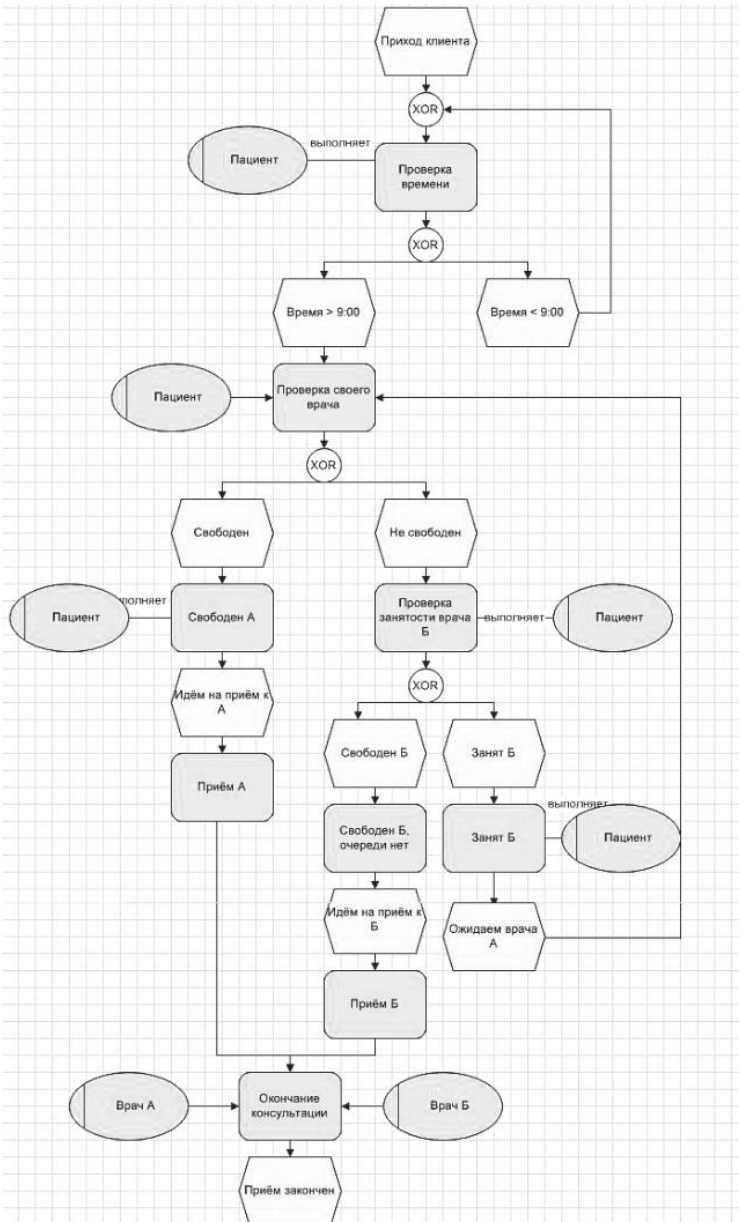 Приход клиента
XOR
выполняет
Пациент
Проверка
времени
XOR
Время > 9:00
Время < 9:00
Пациент
Проверка своего
врача
XOR
Свободен
Не свободен
Пациент
ыполняет
Свободен А
Проверка
занятости врача
Б
выполняет
Пациент
Идём на приём к
А
XOR
Приём А
Свободен Б
Занят Б
Свободен Б,
очереди нет
Занят Б
выполняет
Пациент
Идём на приём к
Б
Ожидаем врача
А
Приём Б
Врач А
Окончание
консультации
Врач Б
Приём закончен